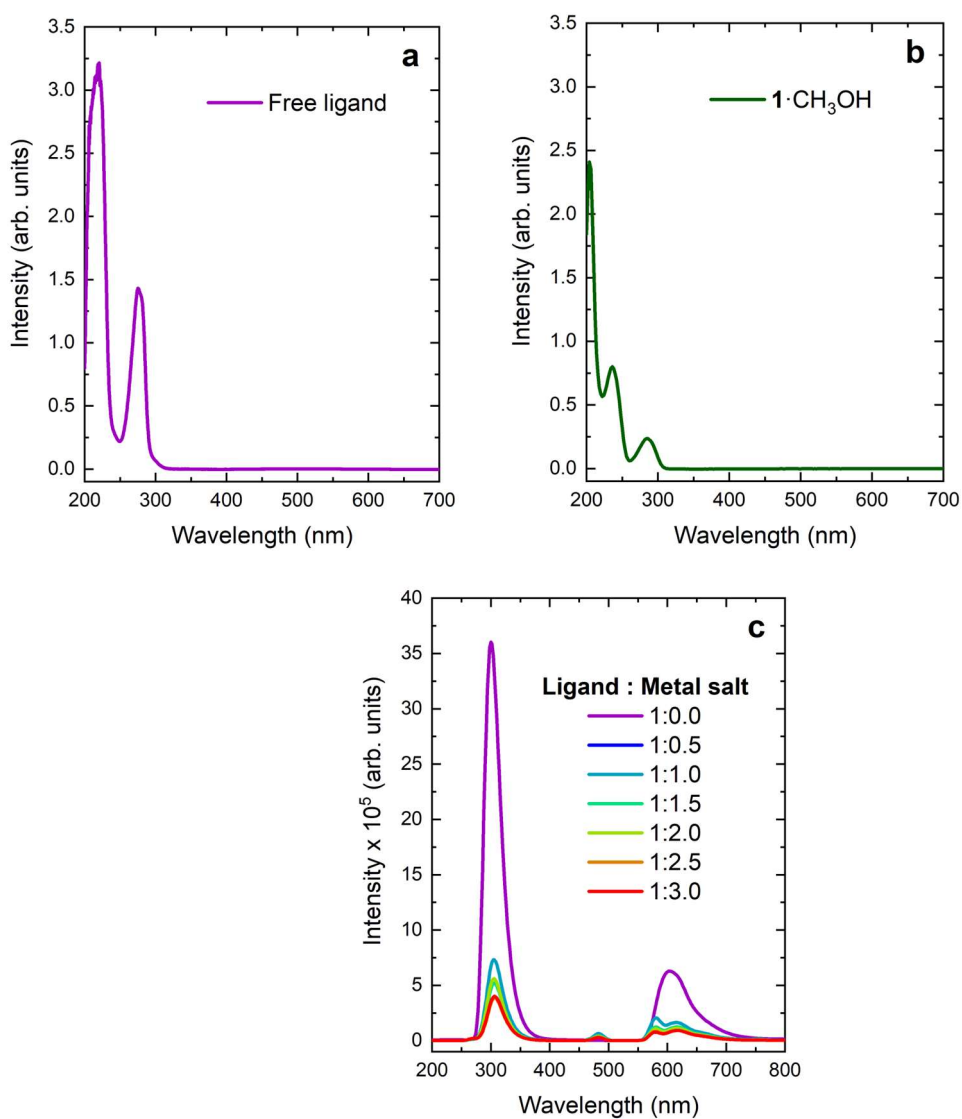 a
Free ligand
3.5
3.0
2.5
2.0
1.5
1.0
0.5
0.0
Intensity (arb. units)
200 300 400 500 600 700
Wavelength (nm)
b
1·CH₃OH
3.5
3.0
2.5
2.0
1.5
1.0
0.5
0.0
Intensity (arb. units)
200 300 400 500 600 700
Wavelength (nm)
c
Ligand : Metal salt
1:0.0
1:0.5
1:1.0
1:1.5
1:2.0
1:2.5
1:3.0
40
35
30
25
20
15
10
5
0
Intensity x 10⁵ (arb. units)
200 300 400 500 600 700 800
Wavelength (nm)